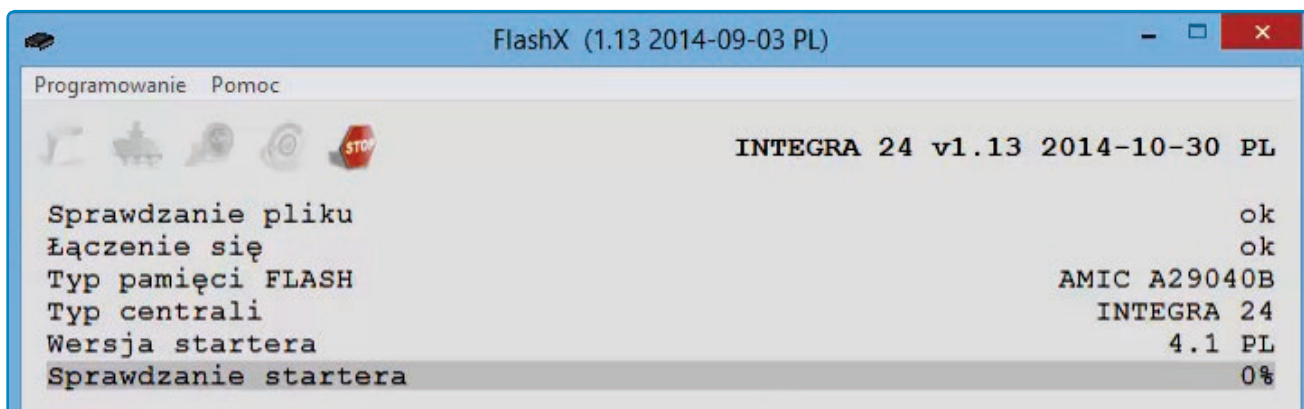 FlashX (1.13 2014-09-03 PL)
Programowanie Pomoc
STOP
INTEGRA 24 v1.13 2014-10-30 PL
Sprawdzanie pliku ok
Łączenie się ok
Typ pamięci FLASH AMIC A29040B
Typ centrali INTEGRA 24
Wersja startera 4.1 PL
Sprawdzanie startera 0%